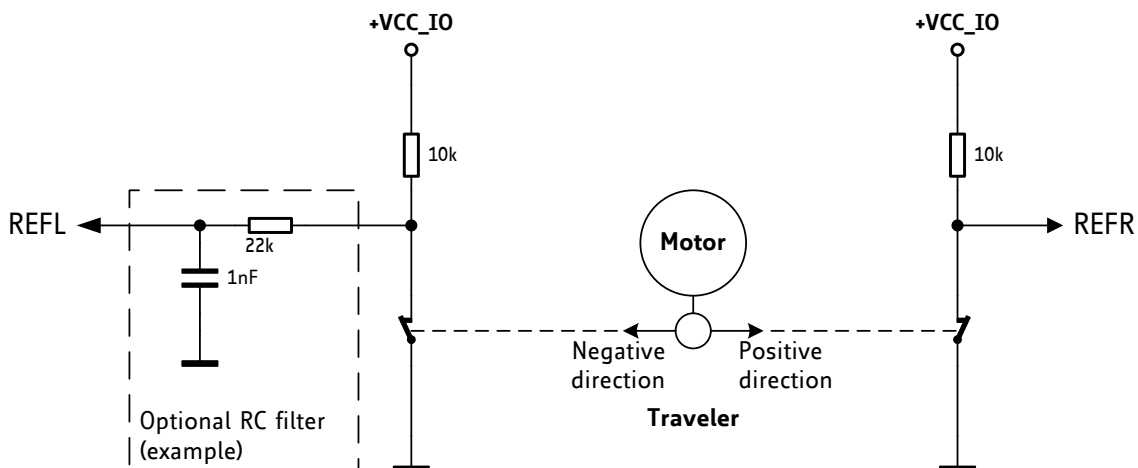 +VCC_IO
+VCC_IO
10k
10k
REFL
22k
1nF
Motor
REFR
Negative
direction
Positive
direction
Traveler
Optional RC filter
(example)